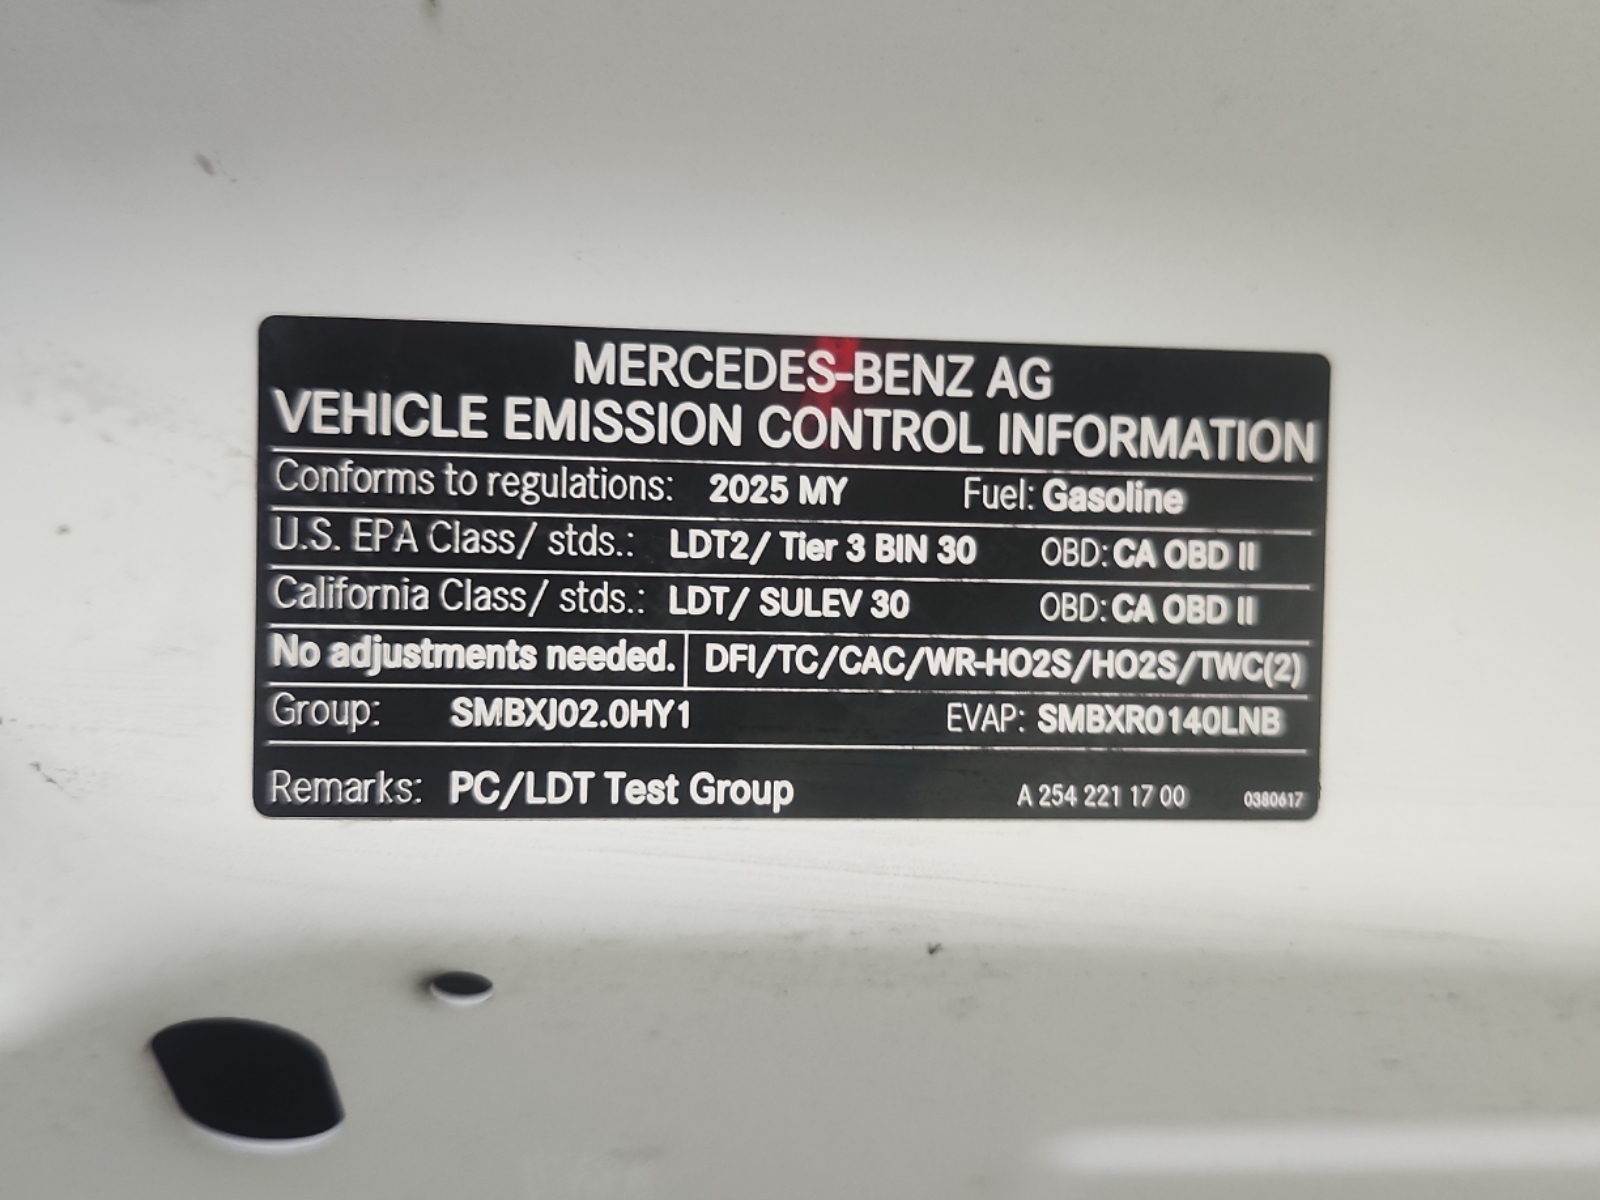 MERCEDES-BENZ AG
VEHICLE EMISSION CONTROL INFORMATION
Conforms to regulations: 2025 MY Fuel: Gasoline
U.S. EPA Class/ stds.: LDT2/ Tier 3 BIN 30 OBD: CA OBD II
California Class/ stds.: LDT/ SULEV 30 OBD: CA OBD II
No adjustments needed. DFI/TC/CAC/WR-HO2S/HO2S/TWC(2)
Group: SMBXJ02.0HY1 EVAP: SMBXR0140LNB
Remarks: PC/LDT Test Group A 254 221 17 00 0380617